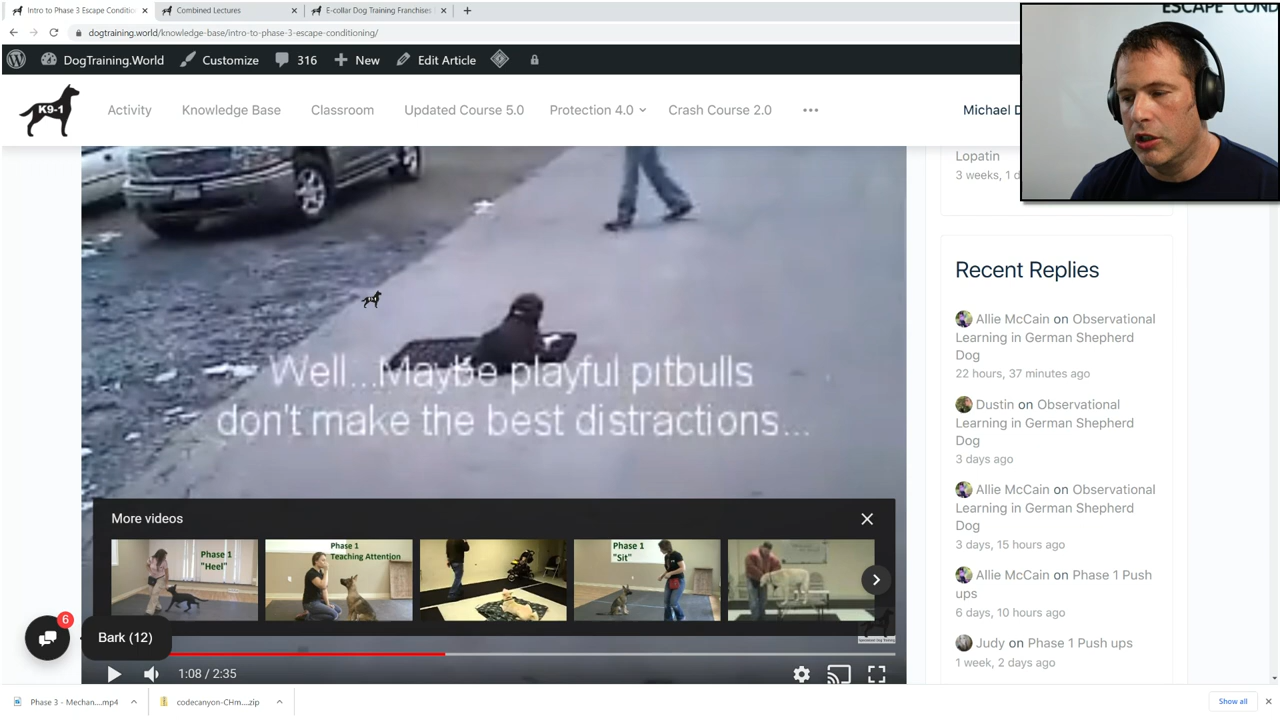 Intro to Phase 3 Escape Conditio
Combined Lectures
E-collar Dog Training Franchises
ESCAPE COND
dogtraining.world/knowledge-base/intro-to-phase-3-escape-conditioning/
DogTraining.World
Customize
316
New
Edit Article
K9-1
Activity
Knowledge Base
Classroom
Updated Course 5.0
Protection 4.0
Crash Course 2.0
Michael D
Lopatin
3 weeks, 1 d
Recent Replies
Allie McCain on Observational
Learning in German Shepherd
Dog
22 hours, 37 minutes ago
Dustin on Observational
Learning in German Shepherd
Dog
3 days ago
Allie McCain on Observational
Learning in German Shepherd
Dog
3 days, 15 hours ago
Allie McCain on Phase 1 Push
ups
6 days, 10 hours ago
Judy on Phase 1 Push ups
1 week, 2 days ago
Well...Maybe playful pitbulls
don't make the best distractions...
More videos
Phase 1
"Heel"
Phase 1
Teaching Attention
Phase 1
"Sit"
6
Bark (12)
1:08 / 2:35
Phase 3 - Mechan....mp4
codecanyon-CHm....zip
Show all